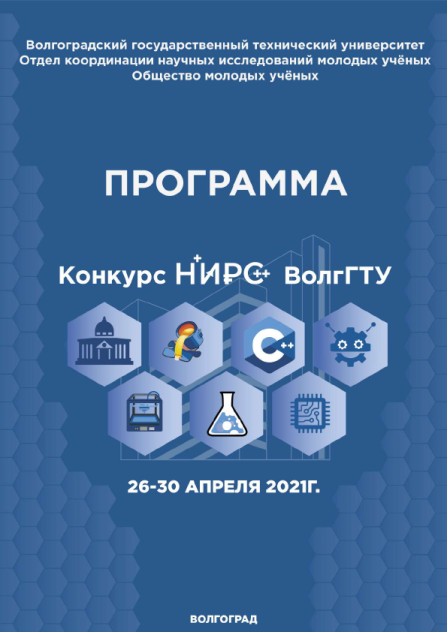 Волгоградский государственный технический университет
Отдел координации научных исследований молодых учёных
Общество молодых учёных
ПРОГРАММА
Конкурс НИРС++ ВолгГТУ
C++
26-30 АПРЕЛЯ 2021Г.
ВОЛГОГРАД